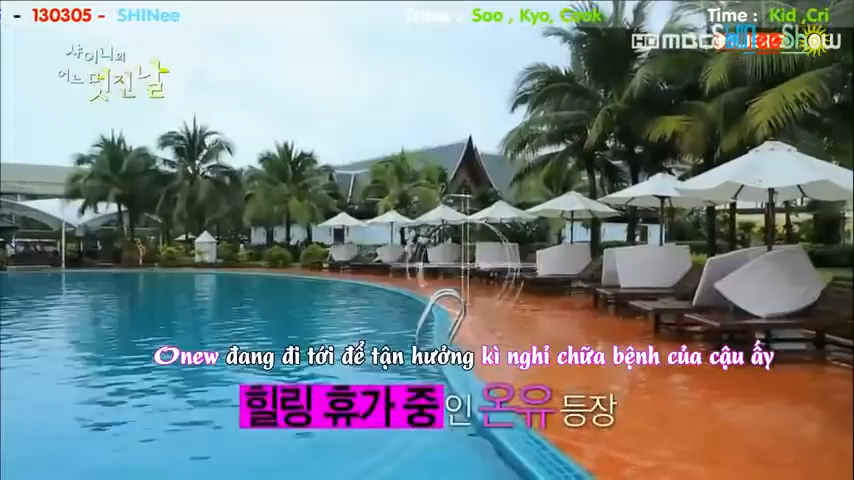 - 130305 - SHINee Trans : Soo , Kyo, Cook Time : Kid ,Cri
HD MBC SHINee Show
샤이니의
어느 멋진 날
Onew đang đi tới để tận hưởng kì nghỉ chữa bệnh của cậu ấy
힐링 휴가 중인 온유 등장